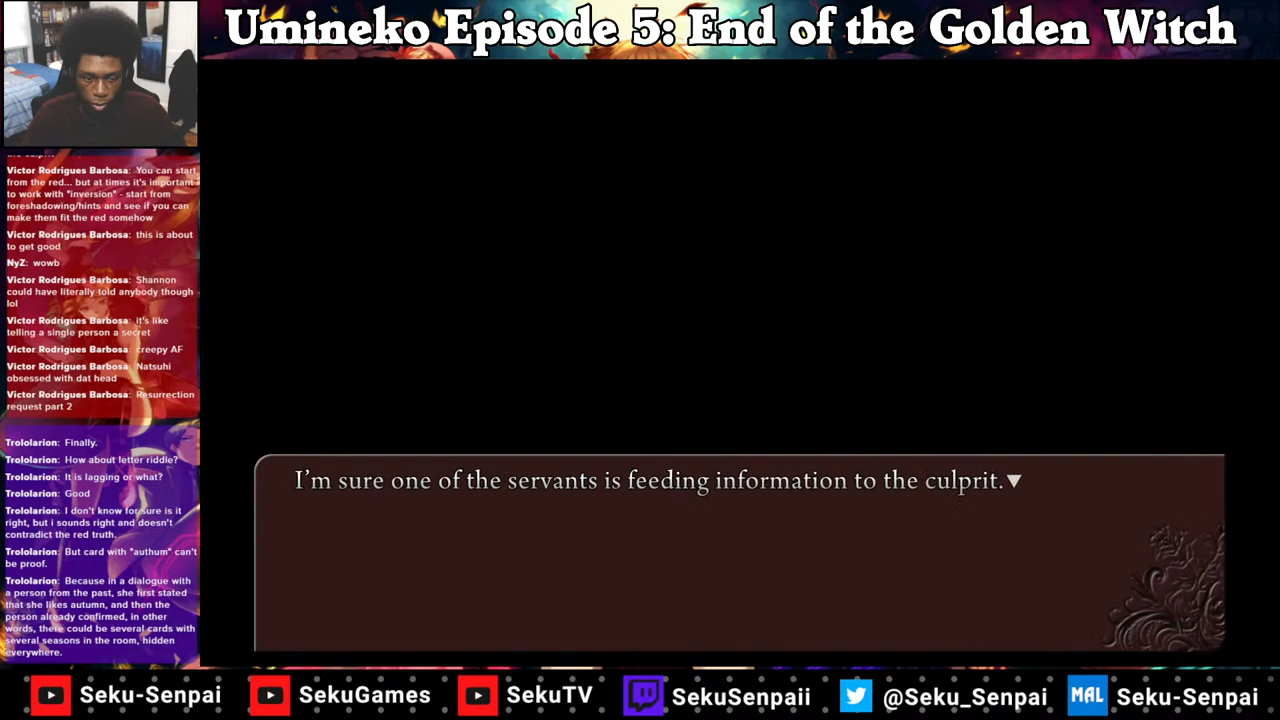 Umineko Episode 5: End of the Golden Witch
Victor Rodrigues Barbosa: You can start
from the red... but at times it's important
to work with "inversion" - start from
foreshadowing/hints and see if you can
make them fit the red somehow
Victor Rodrigues Barbosa: this is about
to get good
NyZ: wowb
Victor Rodrigues Barbosa: Shannon
could have literally told anybody though
lol
Victor Rodrigues Barbosa: it's like
telling a single person a secret
Victor Rodrigues Barbosa: creepy AF
Victor Rodrigues Barbosa: Natsuhi
obsessed with dat head
Victor Rodrigues Barbosa: Resurrection
request part 2
Trololarion: Finally.
Trololarion: How about letter riddle?
Trololarion: It is lagging or what?
Trololarion: Good
Trololarion: I don't know for sure is it
right, but i sounds right and doesn't
contradict the red truth.
Trololarion: But card with "authum" can't
be proof.
Trololarion: Because in a dialogue with
a person from the past, she first stated
that she likes autumn, and then the
person already confirmed, in other
words, there could be several cards with
several seasons in the room, hidden
everywhere.
I'm sure one of the servants is feeding information to the culprit.▼
Seku-Senpai
SekuGames
SekuTV
SekuSenpaii
@Seku_Senpai
MAL Seku-Senpai